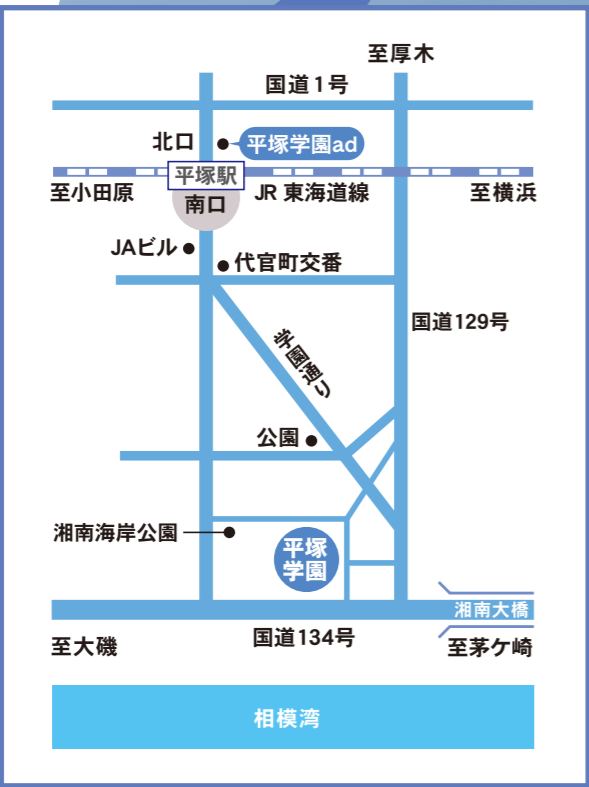 至厚木
国道1号
北口
平塚学園ad
平塚駅
至小田原
南口
JR 東海道線
至横浜
JAビル
代官町交番
国道129号
学園通り
公園
湘南海岸公園
平塚
学園
湘南大橋
至大磯
国道134号
至茅ケ崎
相模湾